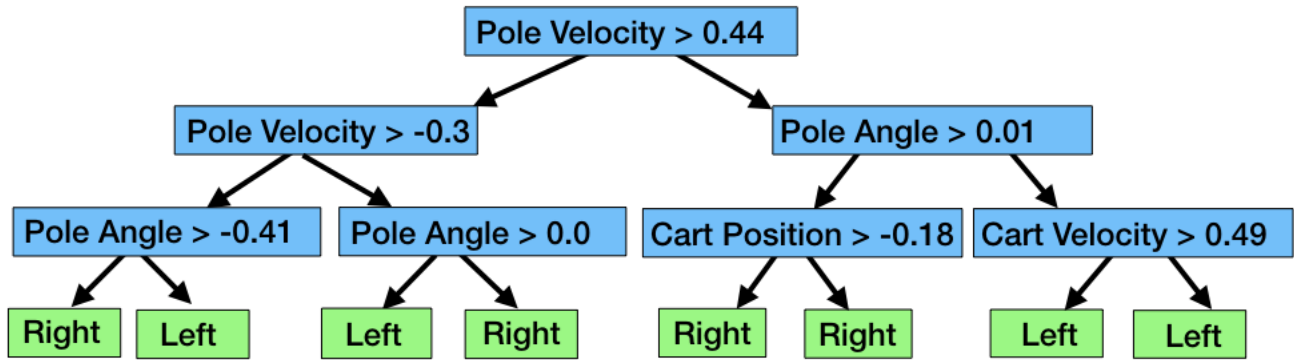 Pole Velocity > 0.44
Pole Velocity > -0.3
Pole Angle > 0.01
Pole Angle > -0.41
Pole Angle > 0.0
Cart Position > -0.18
Cart Velocity > 0.49
Right
Left
Left
Right
Right
Right
Left
Left